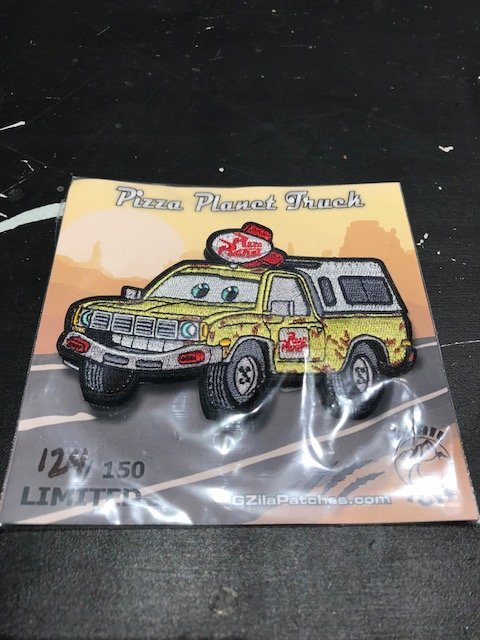 Pizza Planet Truck
Pizza
Planet
124/150
LIMITED
GZilaPatches.com